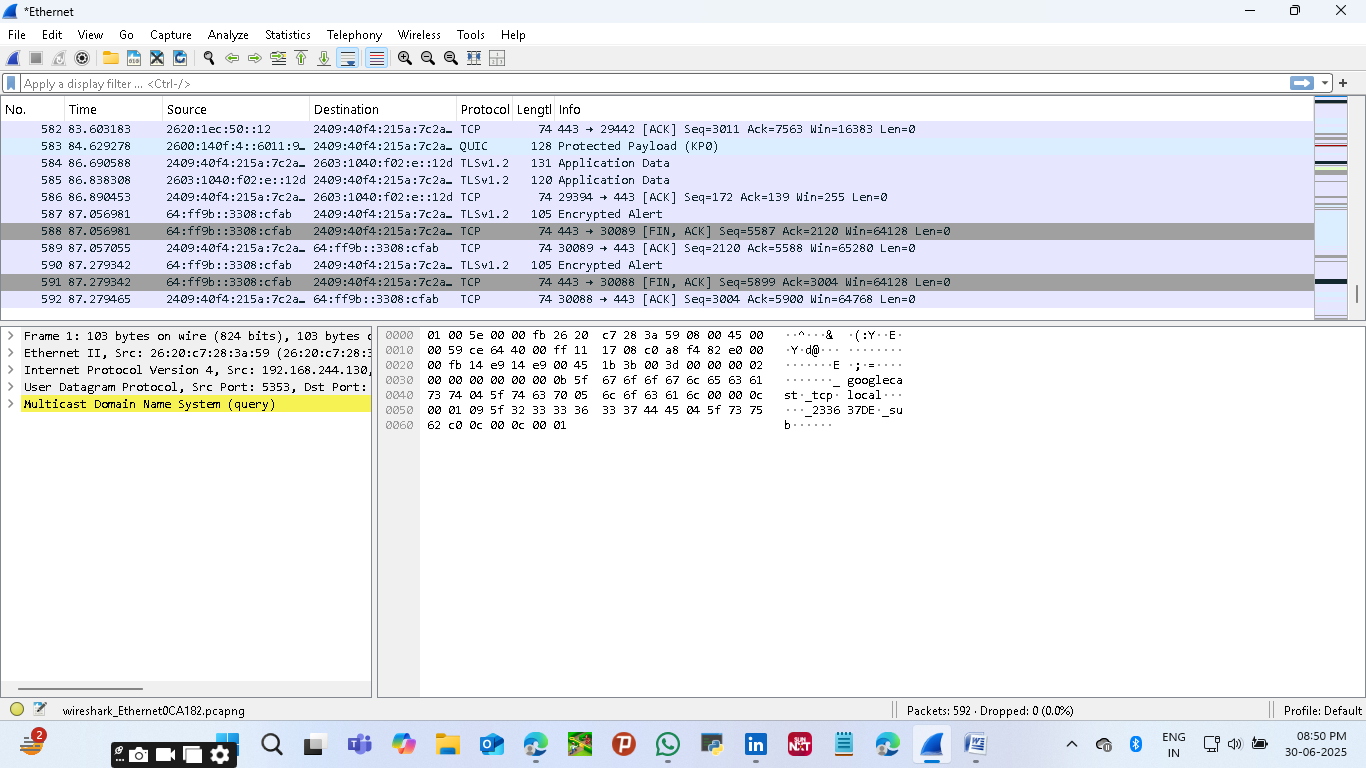 *Ethernet
File Edit View Go Capture Analyze Statistics Telephony Wireless Tools Help
Apply a display filter ... <Ctrl-/>
No. Time Source Destination Protocol Lengtl Info
582 83.603183 2620:1ec:50::12 2409:40f4:215a:7c2a… TCP 74 443 → 29442 [ACK] Seq=3011 Ack=7563 Win=16383 Len=0
583 84.629278 2600:140f:4::6011:9… 2409:40f4:215a:7c2a… QUIC 128 Protected Payload (KP0)
584 86.690588 2409:40f4:215a:7c2a… 2603:1040:f02:e::12d TLSv1.2 131 Application Data
585 86.838308 2603:1040:f02:e::12d 2409:40f4:215a:7c2a… TLSv1.2 120 Application Data
586 86.890453 2409:40f4:215a:7c2a… 2603:1040:f02:e::12d TCP 74 29394 → 443 [ACK] Seq=172 Ack=139 Win=255 Len=0
587 87.056981 64:ff9b::3308:cfab 2409:40f4:215a:7c2a… TLSv1.2 105 Encrypted Alert
588 87.056981 64:ff9b::3308:cfab 2409:40f4:215a:7c2a… TCP 74 443 → 30089 [FIN, ACK] Seq=5587 Ack=2120 Win=64128 Len=0
589 87.057055 2409:40f4:215a:7c2a… 64:ff9b::3308:cfab TCP 74 30089 → 443 [ACK] Seq=2120 Ack=5588 Win=65280 Len=0
590 87.279342 64:ff9b::3308:cfab 2409:40f4:215a:7c2a… TLSv1.2 105 Encrypted Alert
591 87.279342 64:ff9b::3308:cfab 2409:40f4:215a:7c2a… TCP 74 443 → 30088 [FIN, ACK] Seq=5899 Ack=3004 Win=64128 Len=0
592 87.279465 2409:40f4:215a:7c2a… 64:ff9b::3308:cfab TCP 74 30088 → 443 [ACK] Seq=3004 Ack=5900 Win=64768 Len=0
Frame 1: 103 bytes on wire (824 bits), 103 bytes c
Ethernet II, Src: 26:20:c7:28:3a:59 (26:20:c7:28:3
Internet Protocol Version 4, Src: 192.168.244.130,
User Datagram Protocol, Src Port: 5353, Dst Port:
Multicast Domain Name System (query)
0000 01 00 5e 00 00 fb 26 20 c7 28 3a 59 08 00 45 00 ··^···& ·(:Y··E·
0010 00 59 ce 64 40 00 ff 11 17 08 c0 a8 f4 82 e0 00 ·Y·d@··· ········
0020 00 fb 14 e9 14 e9 00 45 1b 3b 00 3d 00 00 00 02 ·······E ·;·=····
0030 00 00 00 00 00 00 0b 5f 67 6f 6f 67 6c 65 63 61 ·······_ googleca
0040 73 74 04 5f 74 63 70 05 6c 6f 63 61 6c 00 00 0c st·_tcp· local···
0050 00 01 09 5f 32 33 33 36 33 37 44 45 04 5f 73 75 ···_2336 37DE·_su
0060 62 c0 0c 00 0c 00 01 b······
wireshark_Ethernet0CA182.pcapng
Packets: 592 · Dropped: 0 (0.0%)
Profile: Default
2
SUN
NXT
ENG
IN
08:50 PM
30-06-2025